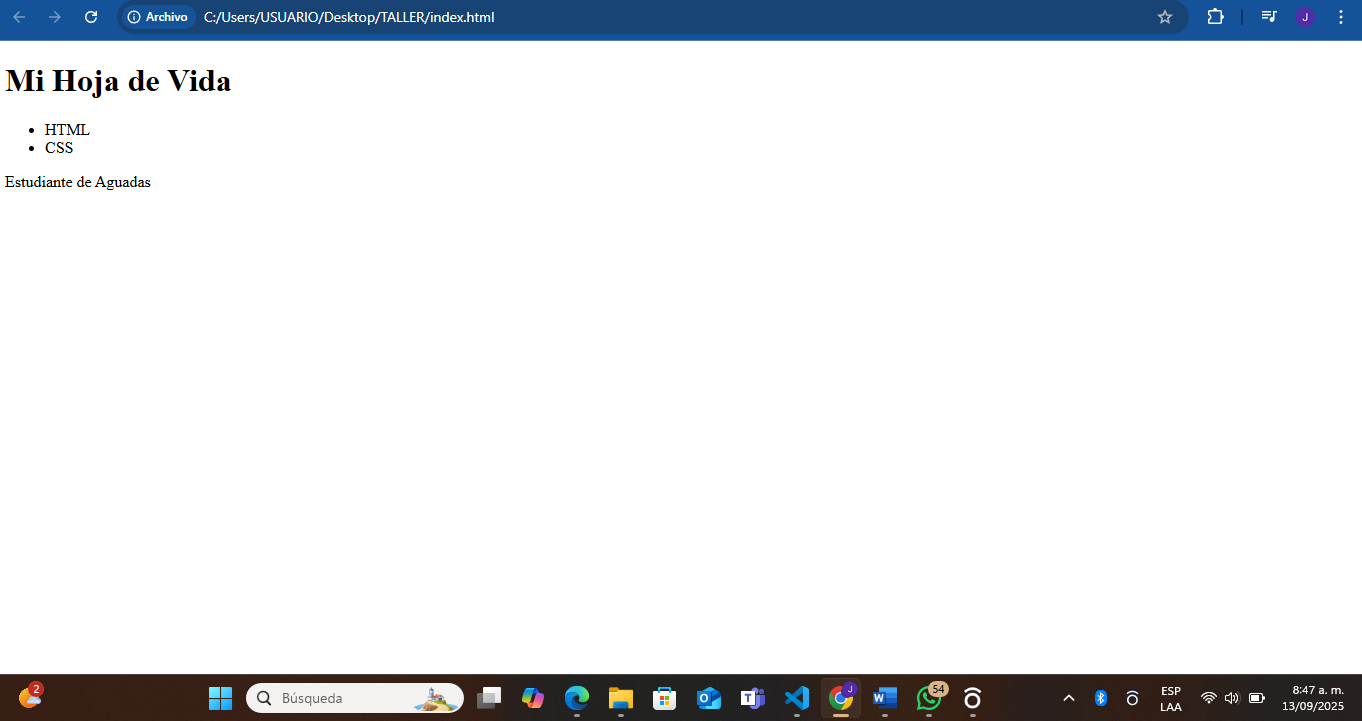 Archivo C:/Users/USUARIO/Desktop/TALLER/index.html J
Mi Hoja de Vida
HTML
CSS
Estudiante de Aguadas
2 Búsqueda J 54 ESP 8:47 a. m.
LAA 13/09/2025